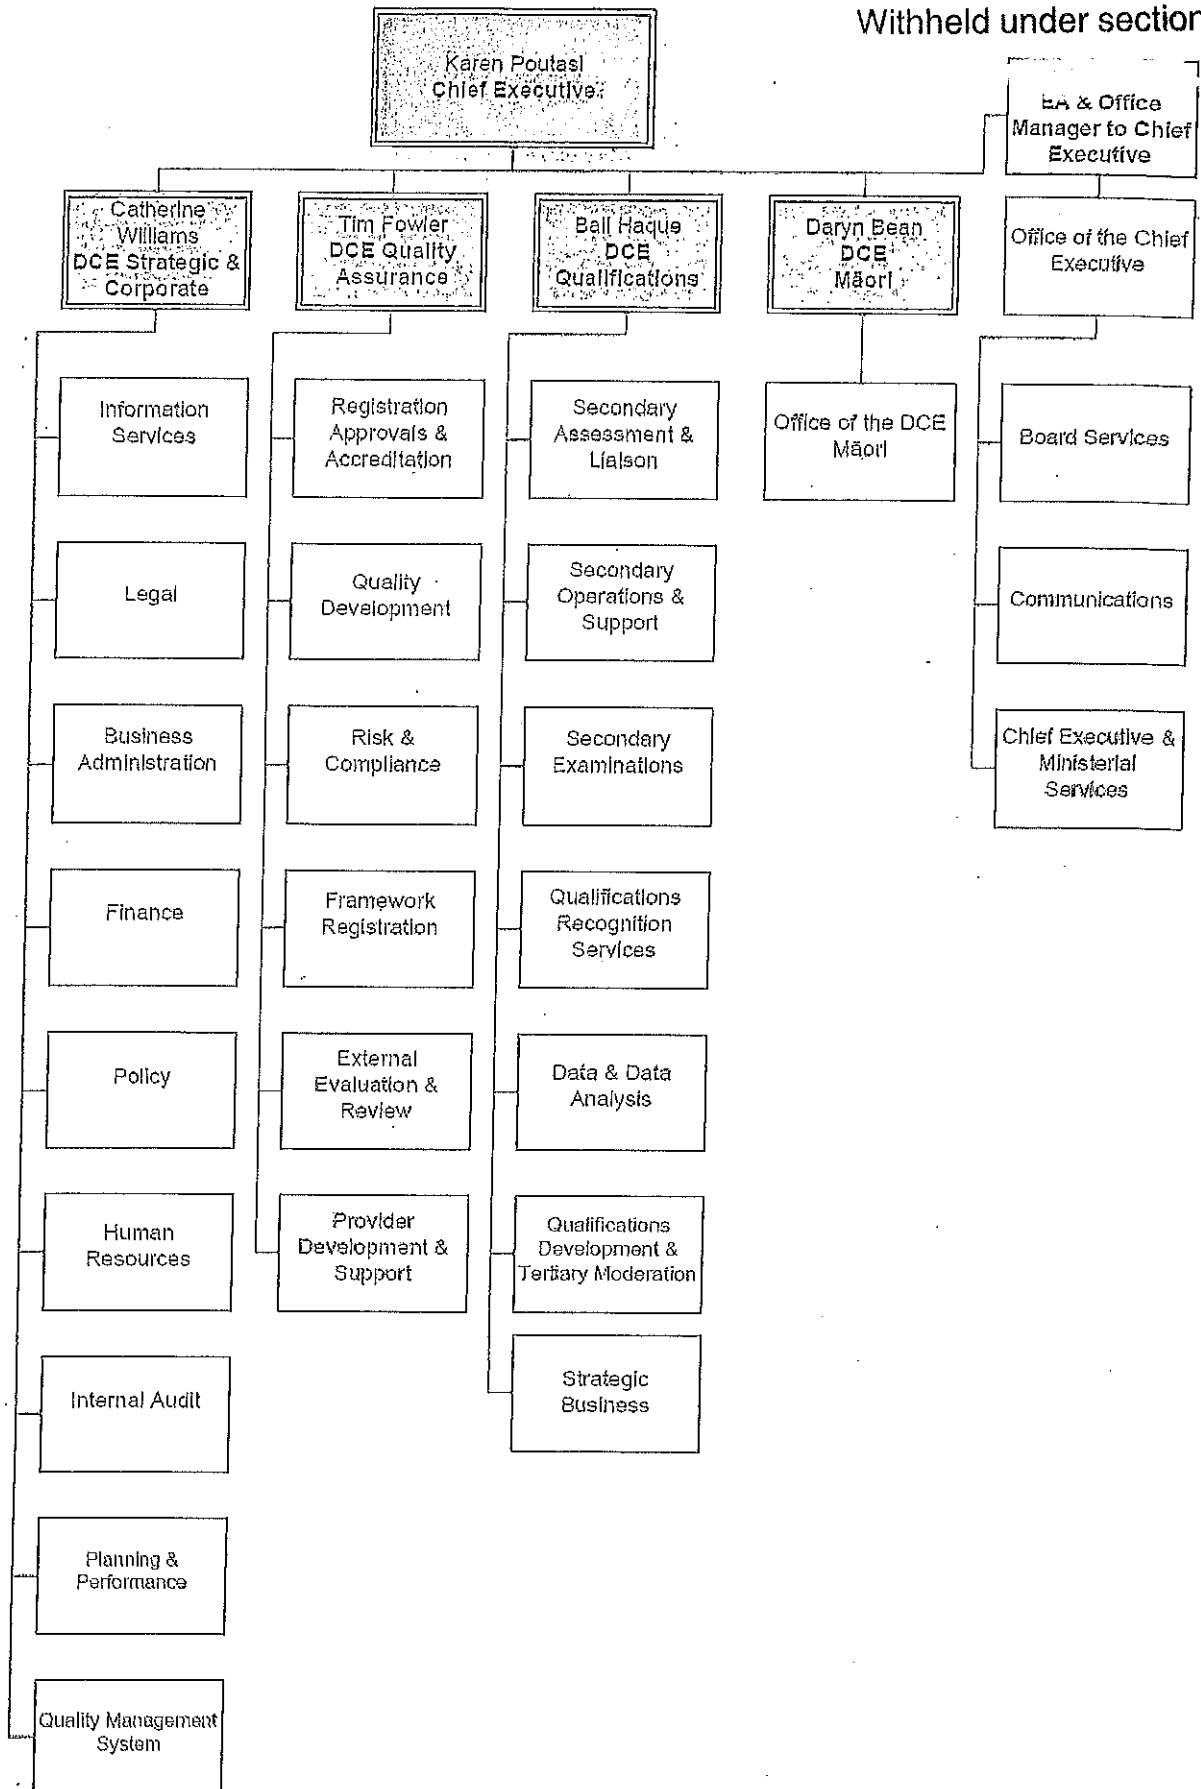 Withheld under section
Karen Poutasi
Chief Executive
EA & Office
Manager to Chief
Executive
Catherine
Williams
DCE Strategic &
Corporate
Tim Fowler
DCE Quality
Assurance
Bali Haque
DCE
Qualifications
Daryn Bean
DCE
Māori
Office of the Chief
Executive
Information
Services
Legal
Business
Administration
Finance
Policy
Human
Resources
Internal Audit
Planning &
Performance
Quality Management
System
Registration
Approvals &
Accreditation
Quality
Development
Risk &
Compliance
Framework
Registration
External
Evaluation &
Review
Provider
Development &
Support
Secondary
Assessment &
Liaison
Secondary
Operations &
Support
Secondary
Examinations
Qualifications
Recognition
Services
Data & Data
Analysis
Qualifications
Development &
Tertiary Moderation
Strategic
Business
Office of the DCE
Māori
Board Services
Communications
Chief Executive &
Ministerial
Services